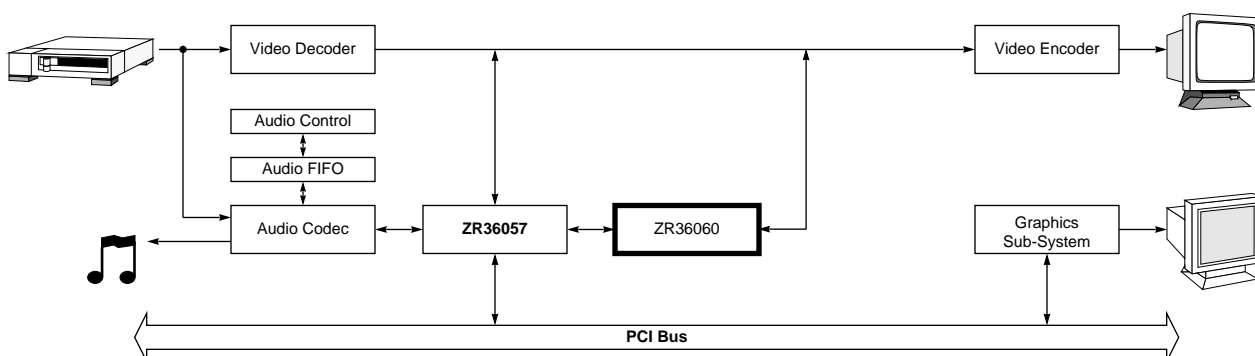 Video Decoder
Video Encoder
Audio Control
Audio FIFO
Audio Codec
ZR36057
ZR36060
Graphics
Sub-System
PCI Bus